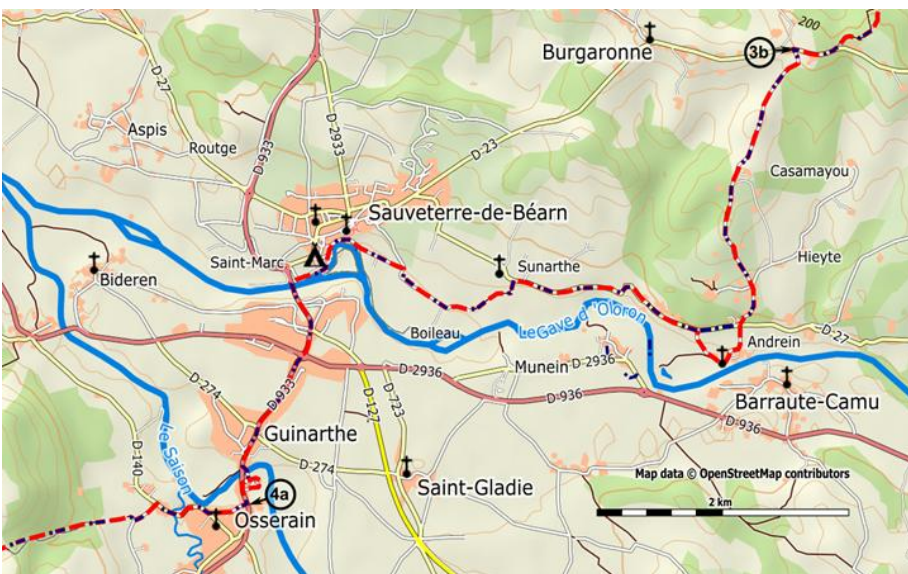 200
Burgaronne
3b
D-27
Aspis
Routge
D-933
D-2933
D-23
Casamayou
Sauveterre-de-Béarn
Saint-Marc
Sunarthe
Hieyte
Bideren
Boileau
Le Gave d'Oloron
D-27
Andrein
Munein
D-2936
D-2936
D-936
Barraute-Camu
D-936
D-274
D-933
D-127
D-723
Guinarthe
Le Saison
D-140
D-274
Saint-Gladie
Map data © OpenStreetMap contributors
2 km
4a
Osserain